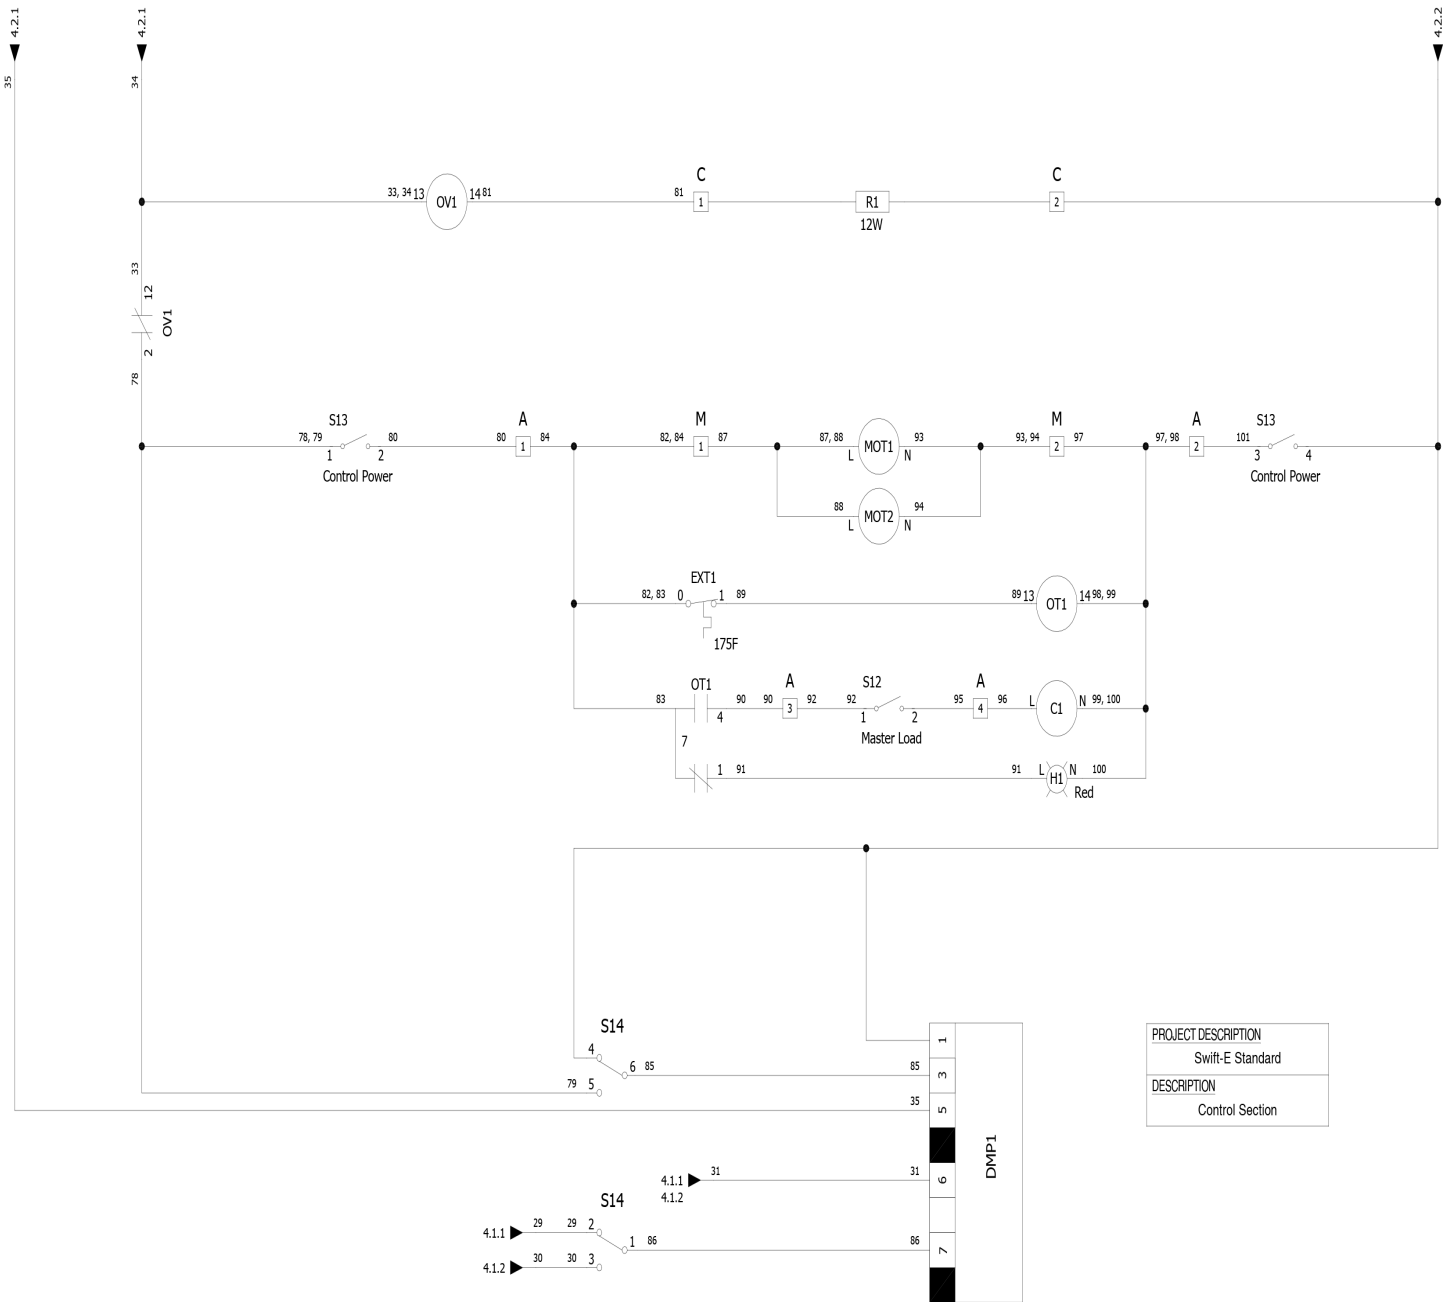 4.2.1
4.2.1
4.2.2
35
34
C
C
33, 34 13
OV1
14 81
81
1
R1
2
12W
33
12
OV1
2
78
S13
A
M
M
A
S13
78, 79
80
80
1
84
82, 84
1
87
87, 88
MOT1
93
93, 94
2
97
97, 98
2
101
1
2
L
N
3
4
Control Power
Control Power
88
MOT2
94
L
N
EXT1
82, 83
0
1
89
89 13
OT1
14 98, 99
175F
OT1
A
S12
A
83
90
90
3
92
92
95
4
96
L
C1
N
99, 100
4
1
2
7
Master Load
1
91
91
L
H1
N
100
Red
S14
4
6
85
85
79
5
35
1
3
5
DMP1
31
31
6
4.1.1
4.1.2
S14
4.1.1
29
29
2
1
86
86
7
4.1.2
30
30
3
PROJECT DESCRIPTION
Swift-E Standard
DESCRIPTION
Control Section